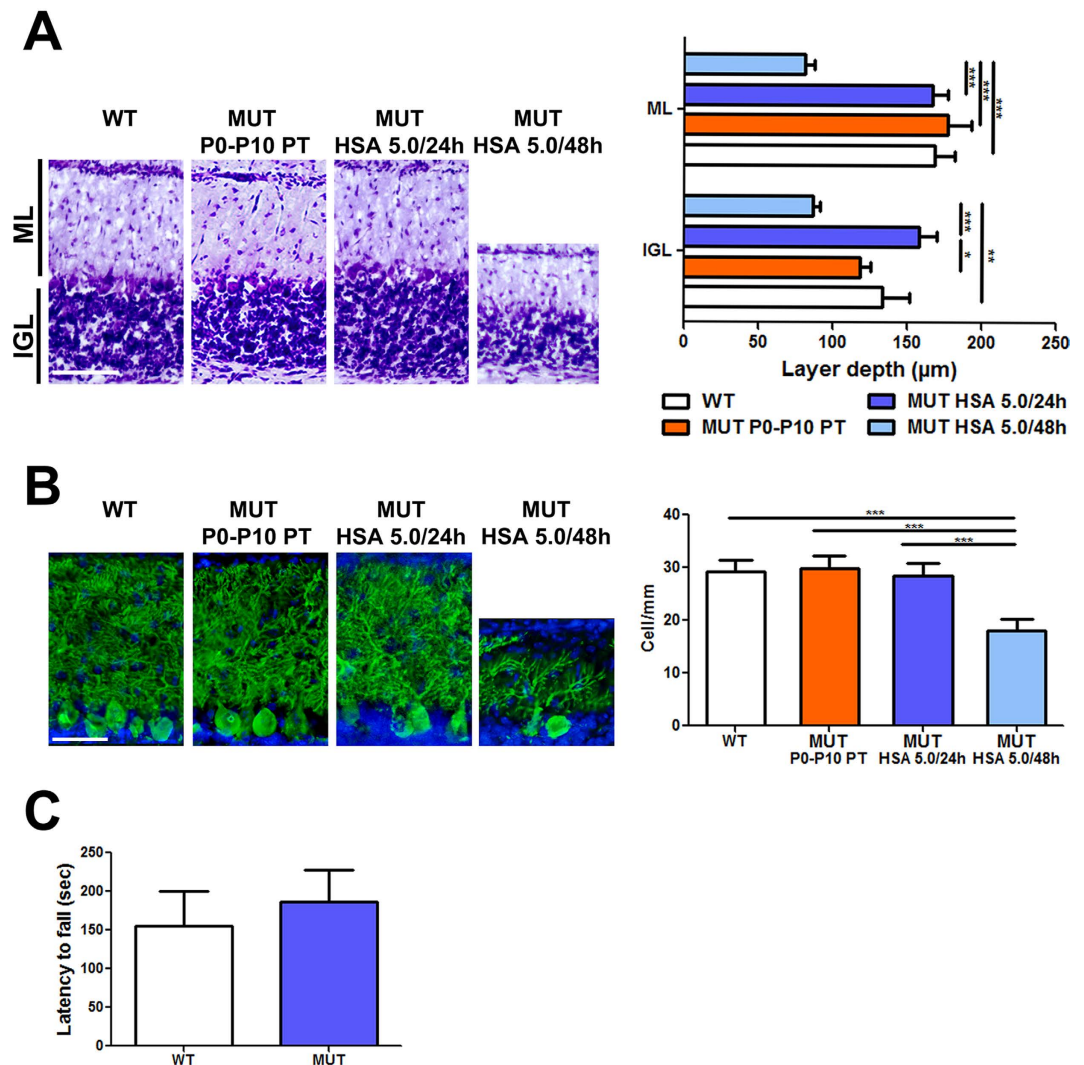 A
WT
MUT
P0-P10 PT
MUT
HSA 5.0/24h
MUT
HSA 5.0/48h
ML
IGL
ML
IGL
***
***
***
***
*
**
0
50
100
150
200
250
Layer depth (µm)
WT
MUT HSA 5.0/24h
MUT P0-P10 PT
MUT HSA 5.0/48h
B
WT
MUT
P0-P10 PT
MUT
HSA 5.0/24h
MUT
HSA 5.0/48h
Cell/mm
40
30
20
10
0
***
***
***
WT
MUT
P0-P10 PT
MUT
HSA 5.0/24h
MUT
HSA 5.0/48h
C
Latency to fall (sec)
250
200
150
100
50
0
WT
MUT